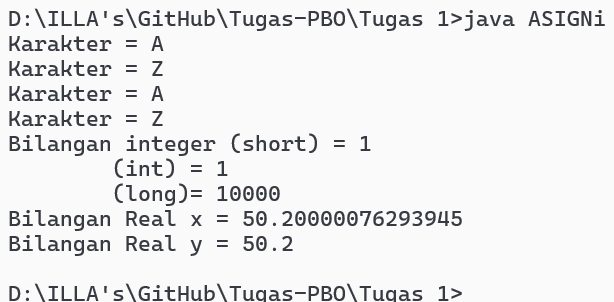 D:\ILLA's\GitHub\Tugas-PBO\Tugas 1>java ASIGNi
Karakter = A
Karakter = Z
Karakter = A
Karakter = Z
Bilangan integer (short) = 1
        (int) = 1
        (long)= 10000
Bilangan Real x = 50.20000076293945
Bilangan Real y = 50.2
D:\ILLA's\GitHub\Tugas-PBO\Tugas 1>